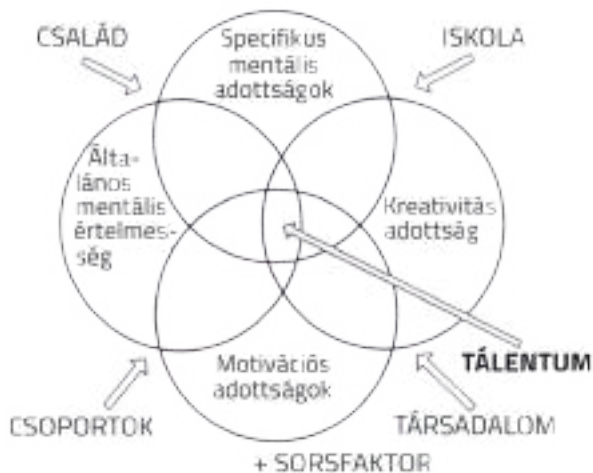 CSALÁD
Specifikus
mentális
adottságok
ISKOLA
Álta-
lános
mentális
értelmes-
ség
Kreativitás
adottság
Motivációs
adottságok
TÁLENTUM
CSOPORTOK
TÁRSADALOM
+ SORSFAKTOR